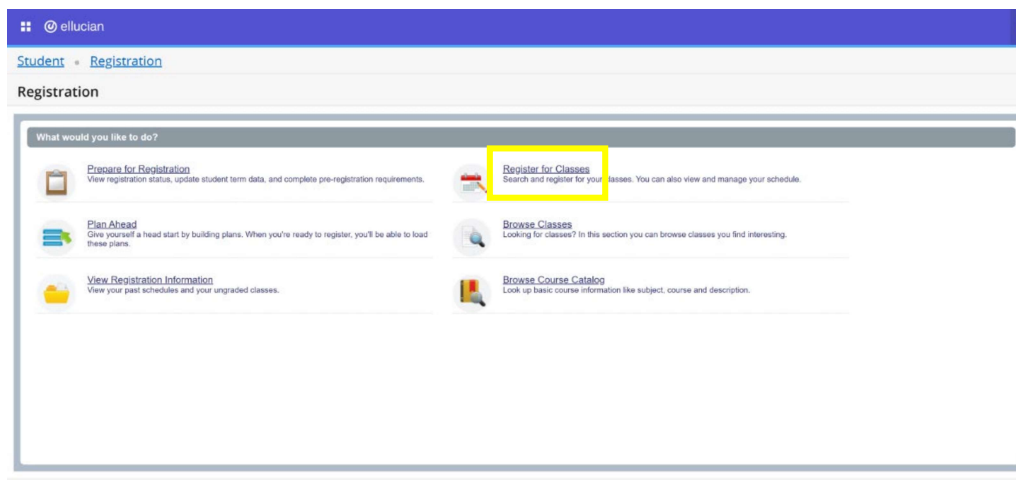 ellucian
Student • Registration
Registration
What would you like to do?
Prepare for Registration
View registration status, update student term data, and complete pre-registration requirements.
Register for Classes
Search and register for your classes. You can also view and manage your schedule.
Plan Ahead
Give yourself a head start by building plans. When you're ready to register, you'll be able to load
these plans.
Browse Classes
Looking for classes? In this section you can browse classes you find interesting.
View Registration Information
View your past schedules and your ungraded classes.
Browse Course Catalog
Look up basic course information like subject, course and description.